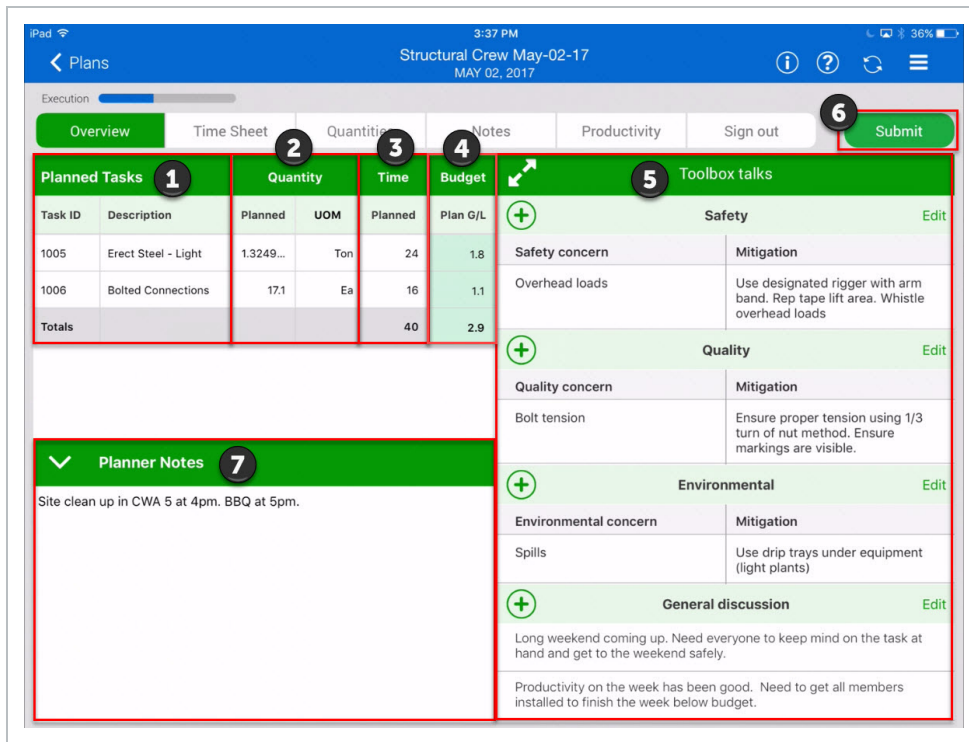 iPad 3:37 PM 36%
Plans Structural Crew May-02-17
MAY 02, 2017
Execution
Overview Time Sheet Quantities Notes Productivity Sign out 6 Submit
Planned Tasks 1 2 Quantity 3 Time 4 Budget 5 Toolbox talks
Task ID Description Planned UOM Planned Plan G/L
1005 Erect Steel - Light 1.3249... Ton 24 1.8
1006 Bolted Connections 17.1 Ea 16 1.1
Totals 40 2.9
Safety Edit
Safety concern Mitigation
Overhead loads Use designated rigger with arm
band. Rep tape lift area. Whistle
overhead loads
Quality Edit
Quality concern Mitigation
Bolt tension Ensure proper tension using 1/3
turn of nut method. Ensure
markings are visible.
Environmental Edit
Environmental concern Mitigation
Spills Use drip trays under equipment
(light plants)
General discussion Edit
Long weekend coming up. Need everyone to keep mind on the task at
hand and get to the weekend safely.
Productivity on the week has been good. Need to get all members
installed to finish the week below budget.
Planner Notes 7
Site clean up in CWA 5 at 4pm. BBQ at 5pm.